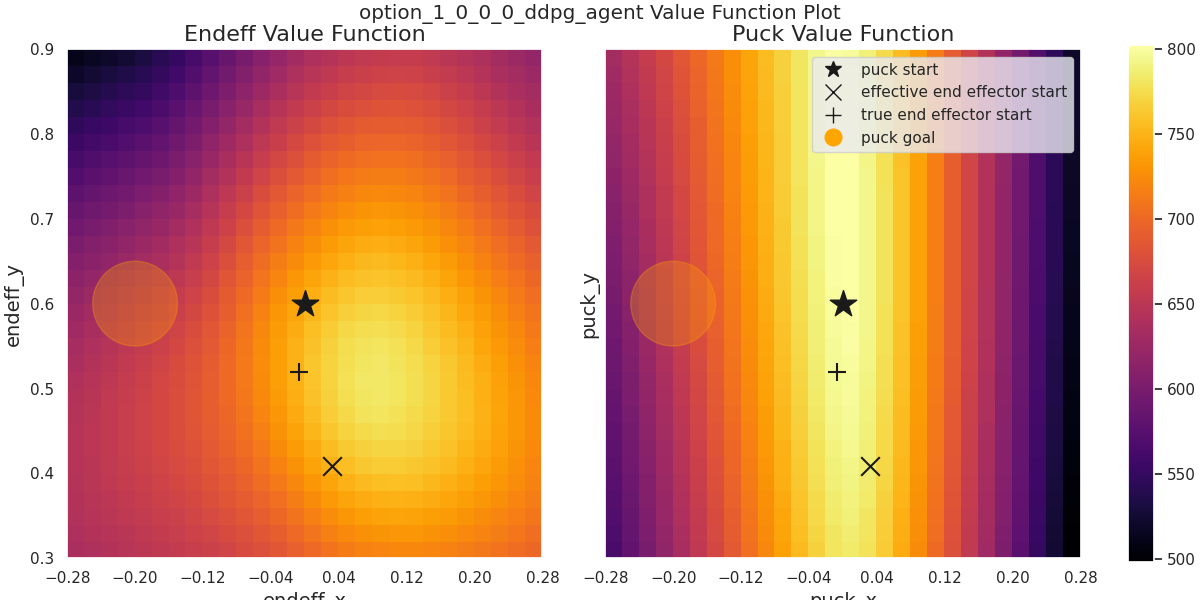 option_1_0_0_0_ddpg_agent Value Function Plot
Endeff Value Function
Puck Value Function
puck start
effective end effector start
true end effector start
puck goal
endeff_y
0.9
0.8
0.7
0.6
0.5
0.4
0.3
−0.28 −0.20 −0.12 −0.04 0.04 0.12 0.20 0.28
endeff_x
puck_y
−0.28 −0.20 −0.12 −0.04 0.04 0.12 0.20 0.28
puck_x
800
750
700
650
600
550
500